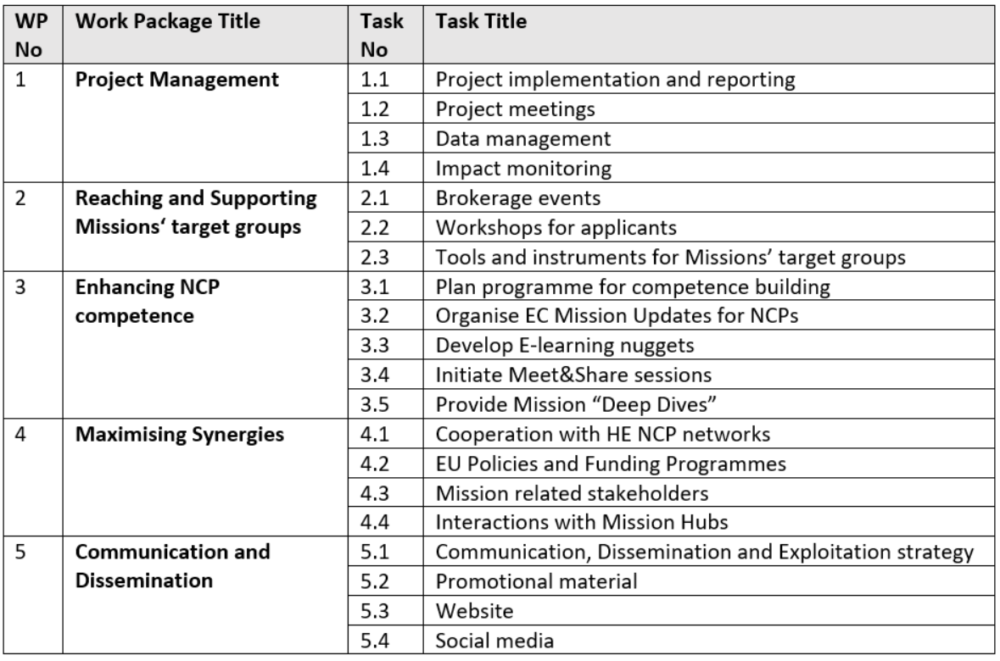 WP No Work Package Title Task No Task Title
1 Project Management 1.1 Project implementation and reporting
1.2 Project meetings
1.3 Data management
1.4 Impact monitoring
2 Reaching and Supporting Missions‘ target groups 2.1 Brokerage events
2.2 Workshops for applicants
2.3 Tools and instruments for Missions’ target groups
3 Enhancing NCP competence 3.1 Plan programme for competence building
3.2 Organise EC Mission Updates for NCPs
3.3 Develop E-learning nuggets
3.4 Initiate Meet&Share sessions
3.5 Provide Mission “Deep Dives”
4 Maximising Synergies 4.1 Cooperation with HE NCP networks
4.2 EU Policies and Funding Programmes
4.3 Mission related stakeholders
4.4 Interactions with Mission Hubs
5 Communication and Dissemination 5.1 Communication, Dissemination and Exploitation strategy
5.2 Promotional material
5.3 Website
5.4 Social media